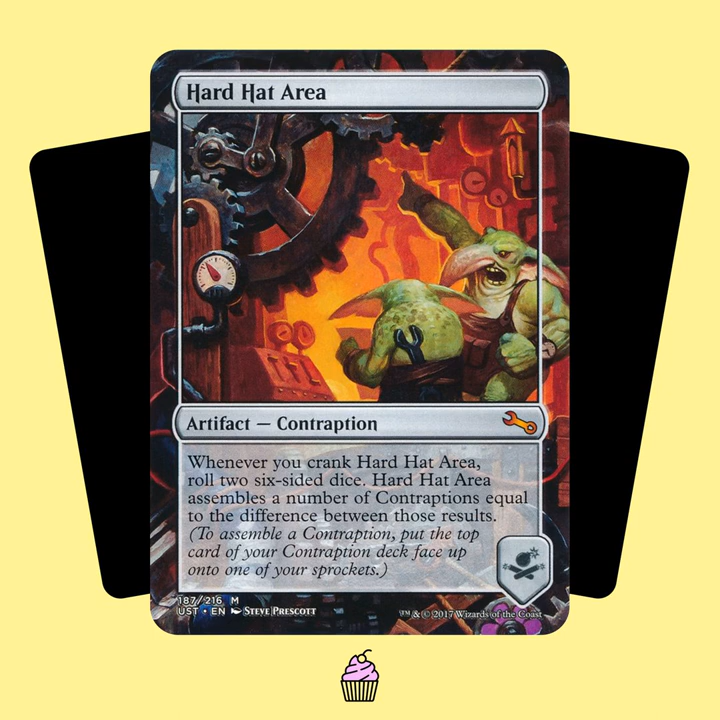 Hard Hat Area
Artifact — Contraption
Whenever you crank Hard Hat Area,
roll two six-sided dice. Hard Hat Area
assembles a number of Contraptions equal
to the difference between those results.
(To assemble a Contraption, put the top
card of your Contraption deck face up
onto one of your sprockets.)
187/216 M
UST • EN Steve Prescott
™ & © 2017 Wizards of the Coast